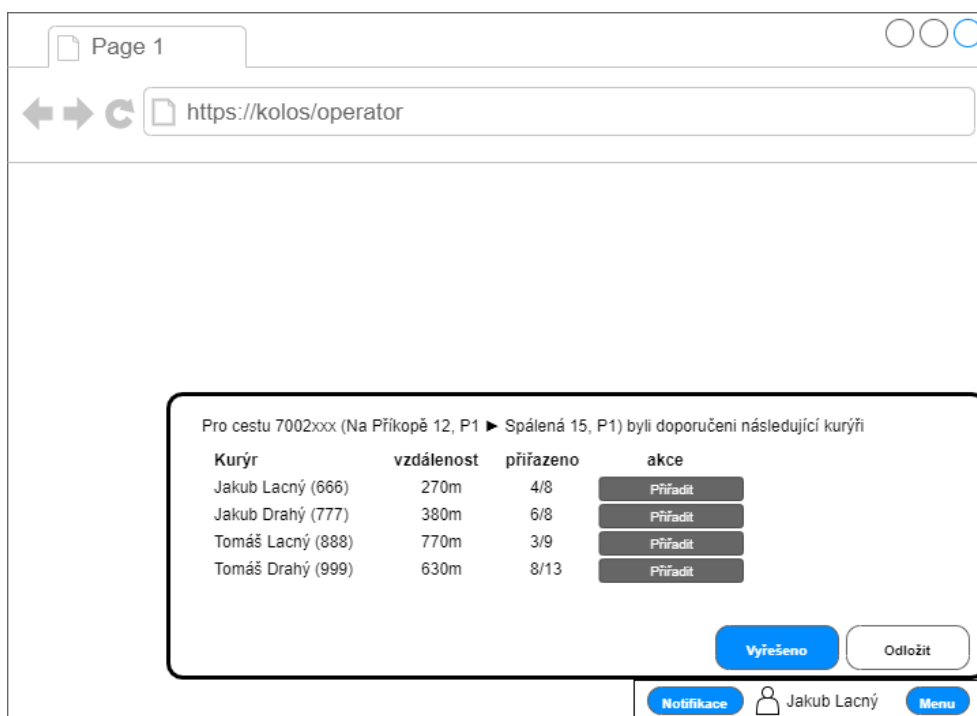 Page 1
https://kolos/operator
Pro cestu 7002xxx (Na Příkopě 12, P1 ► Spálená 15, P1) byli doporučeni následující kurýři
Kurýr vzdálenost přiřazeno akce
Jakub Lacný (666) 270m 4/8 Přiřadit
Jakub Drahý (777) 380m 6/8 Přiřadit
Tomáš Lacný (888) 770m 3/9 Přiřadit
Tomáš Drahý (999) 630m 8/13 Přiřadit
Vyřešeno Odložit
Notifikace Jakub Lacný Menu